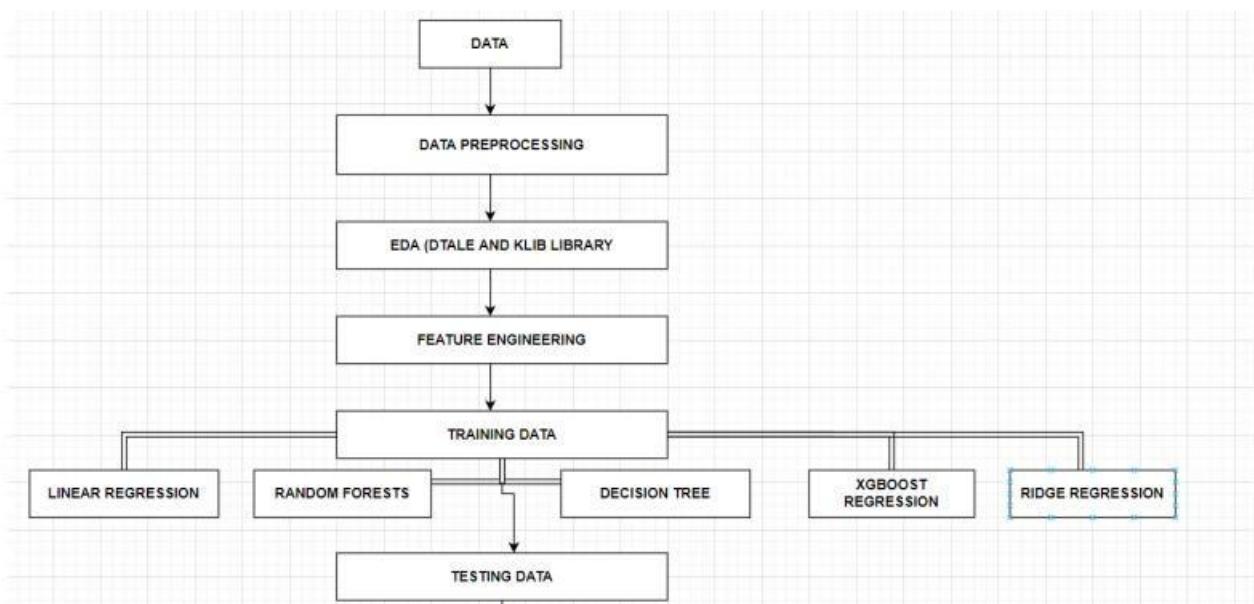 DATA
DATA PREPROCESSING
EDA (DTALE AND KLIB LIBRARY
FEATURE ENGINEERING
TRAINING DATA
LINEAR REGRESSION
RANDOM FORESTS
DECISION TREE
XGBOOST
REGRESSION
RIDGE REGRESSION
TESTING DATA